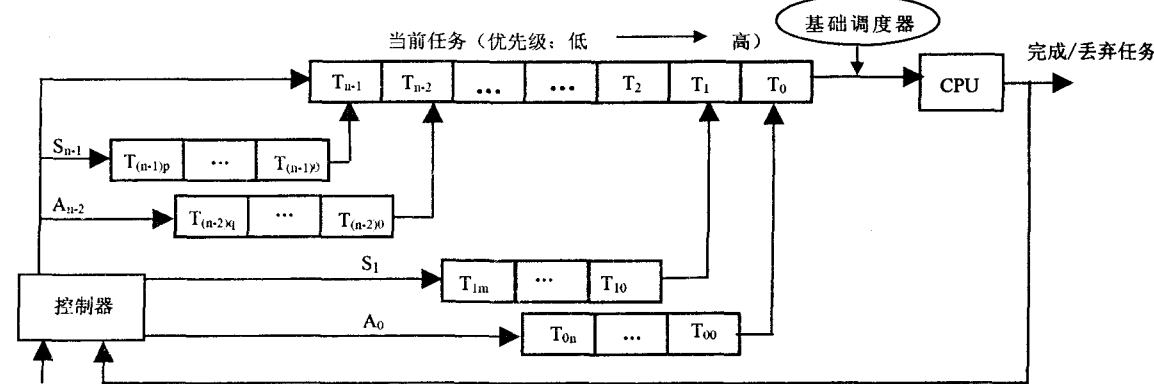 基础调度器
当前任务（优先级：低 高）
完成/丢弃任务
Tn-1 Tn-2 ... ... T2 T1 T0
CPU
Sn-1
T(n-1)p ... T(n-1)0
An-2
T(n-2)q ... T(n-2)0
S1
T1m ... T10
控制器
A0
T0n ... T00